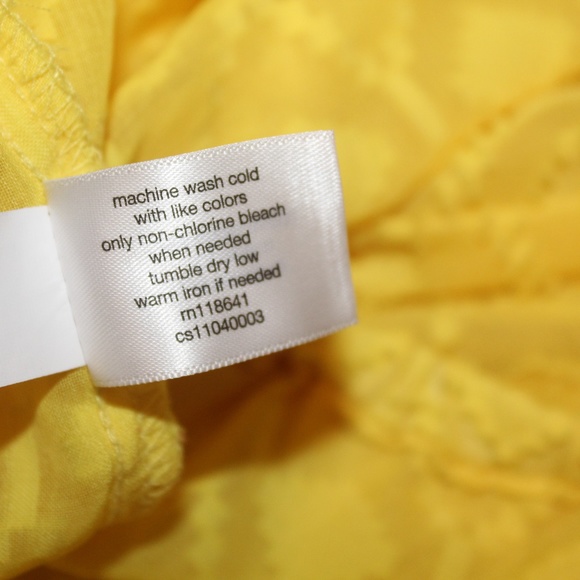 machine wash cold
with like colors
only non-chlorine bleach
when needed
tumble dry low
warm iron if needed
rn118641
cs11040003